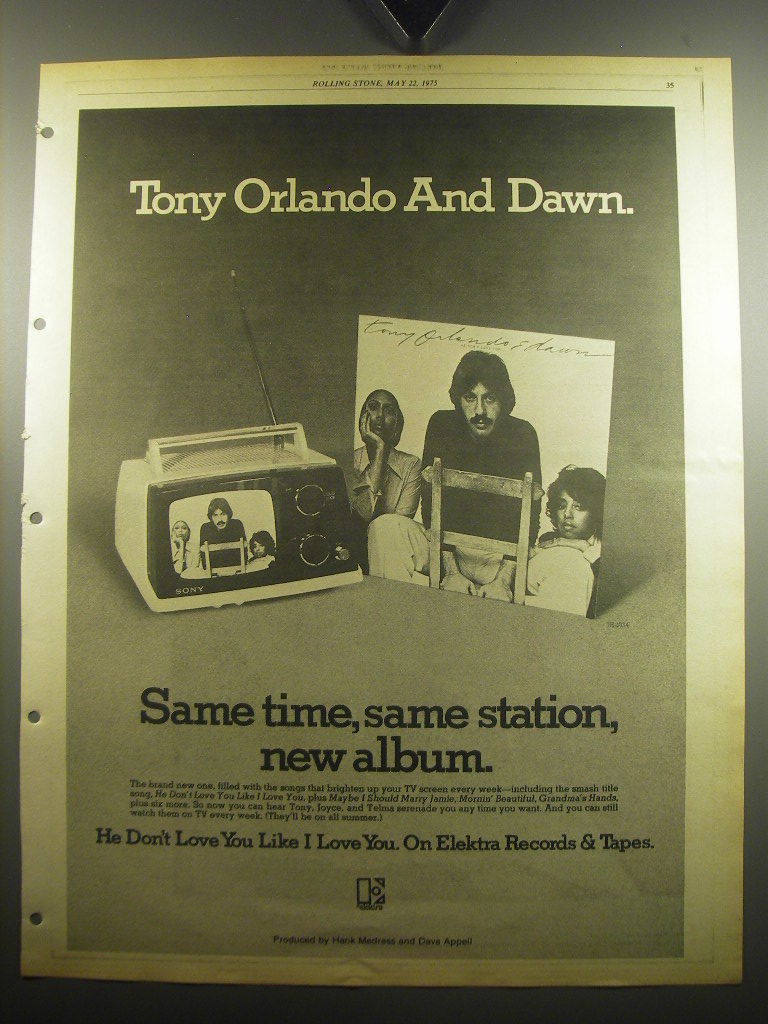 ROLLING STONE, MAY 22, 1975
35
Tony Orlando And Dawn.
Tony Orlando & dawn
SONY
Same time, same station,
new album.
The brand new one, filled with the songs that brighten up your TV screen every week—including the smash title
song, He Don't Love You Like I Love You, plus Maybe I Should Marry Jamie, Mornin' Beautiful, Grandma's Hands,
plus six more. So now you can hear Tony, Joyce, and Telma serenade you any time you want. And you can still
watch them on TV every week. (They'll be on all summer.)
He Don't Love You Like I Love You. On Elektra Records & Tapes.
elektra
Produced by Hank Medress and Dave Appell